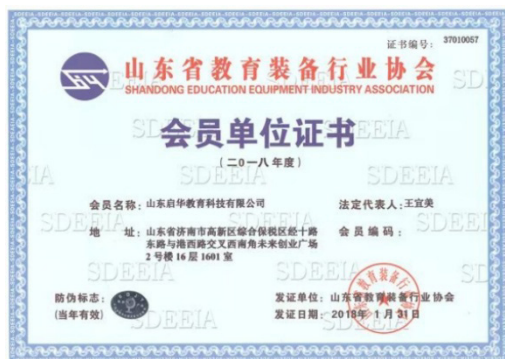 证书编号： 37010057
山东省教育装备行业协会
SHANDONG EDUCATION EQUIPMENT INDUSTRY ASSOCIATION
会员单位证书
（二0一八年度）
会员名称：山东启华教育科技有限公司 法定代表人：王宜美
地 址：山东省济南市高新区综合保税区经十路 会员编码：
东路与港西路交叉西南角未来创业广场
2号楼16层1601室
防伪标志： 发证单位：山东省教育装备行业协会
（当年有效） 发证日期：2018年1月31日
SDEEIA